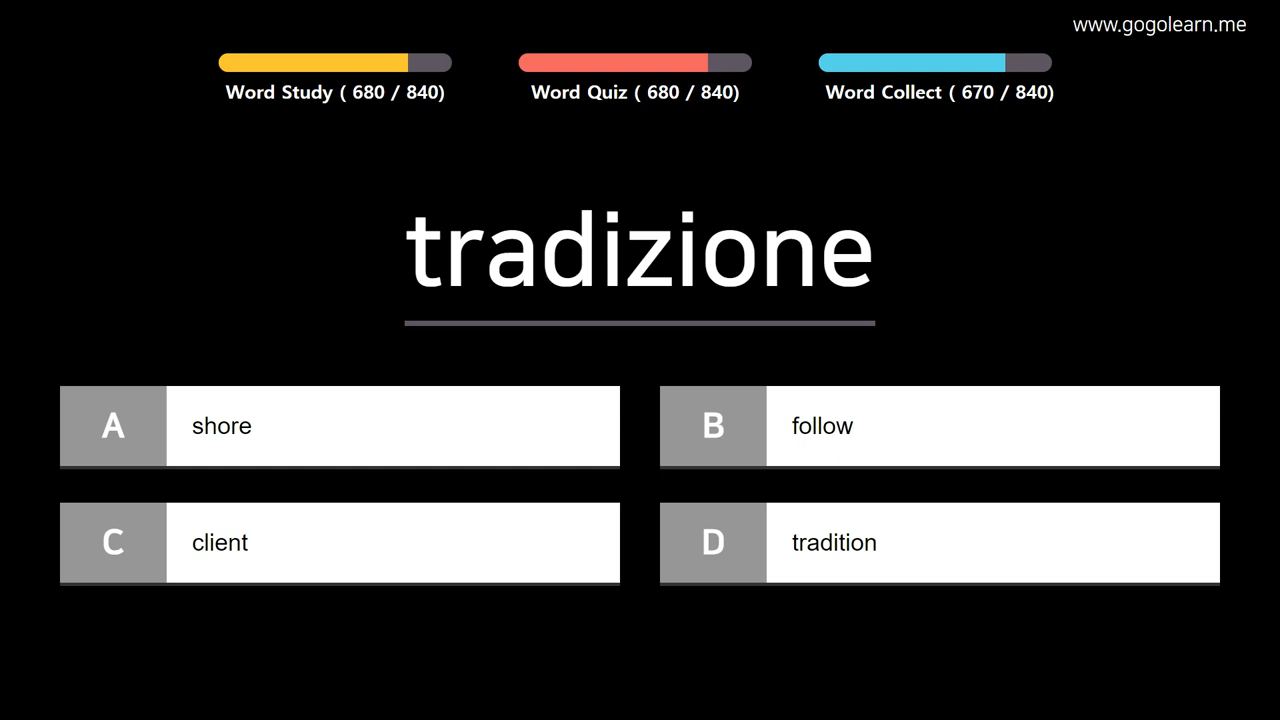 www.gogolearn.me
Word Study ( 680 / 840)
Word Quiz ( 680 / 840)
Word Collect ( 670 / 840)
tradizione
A
shore
B
follow
C
client
D
tradition